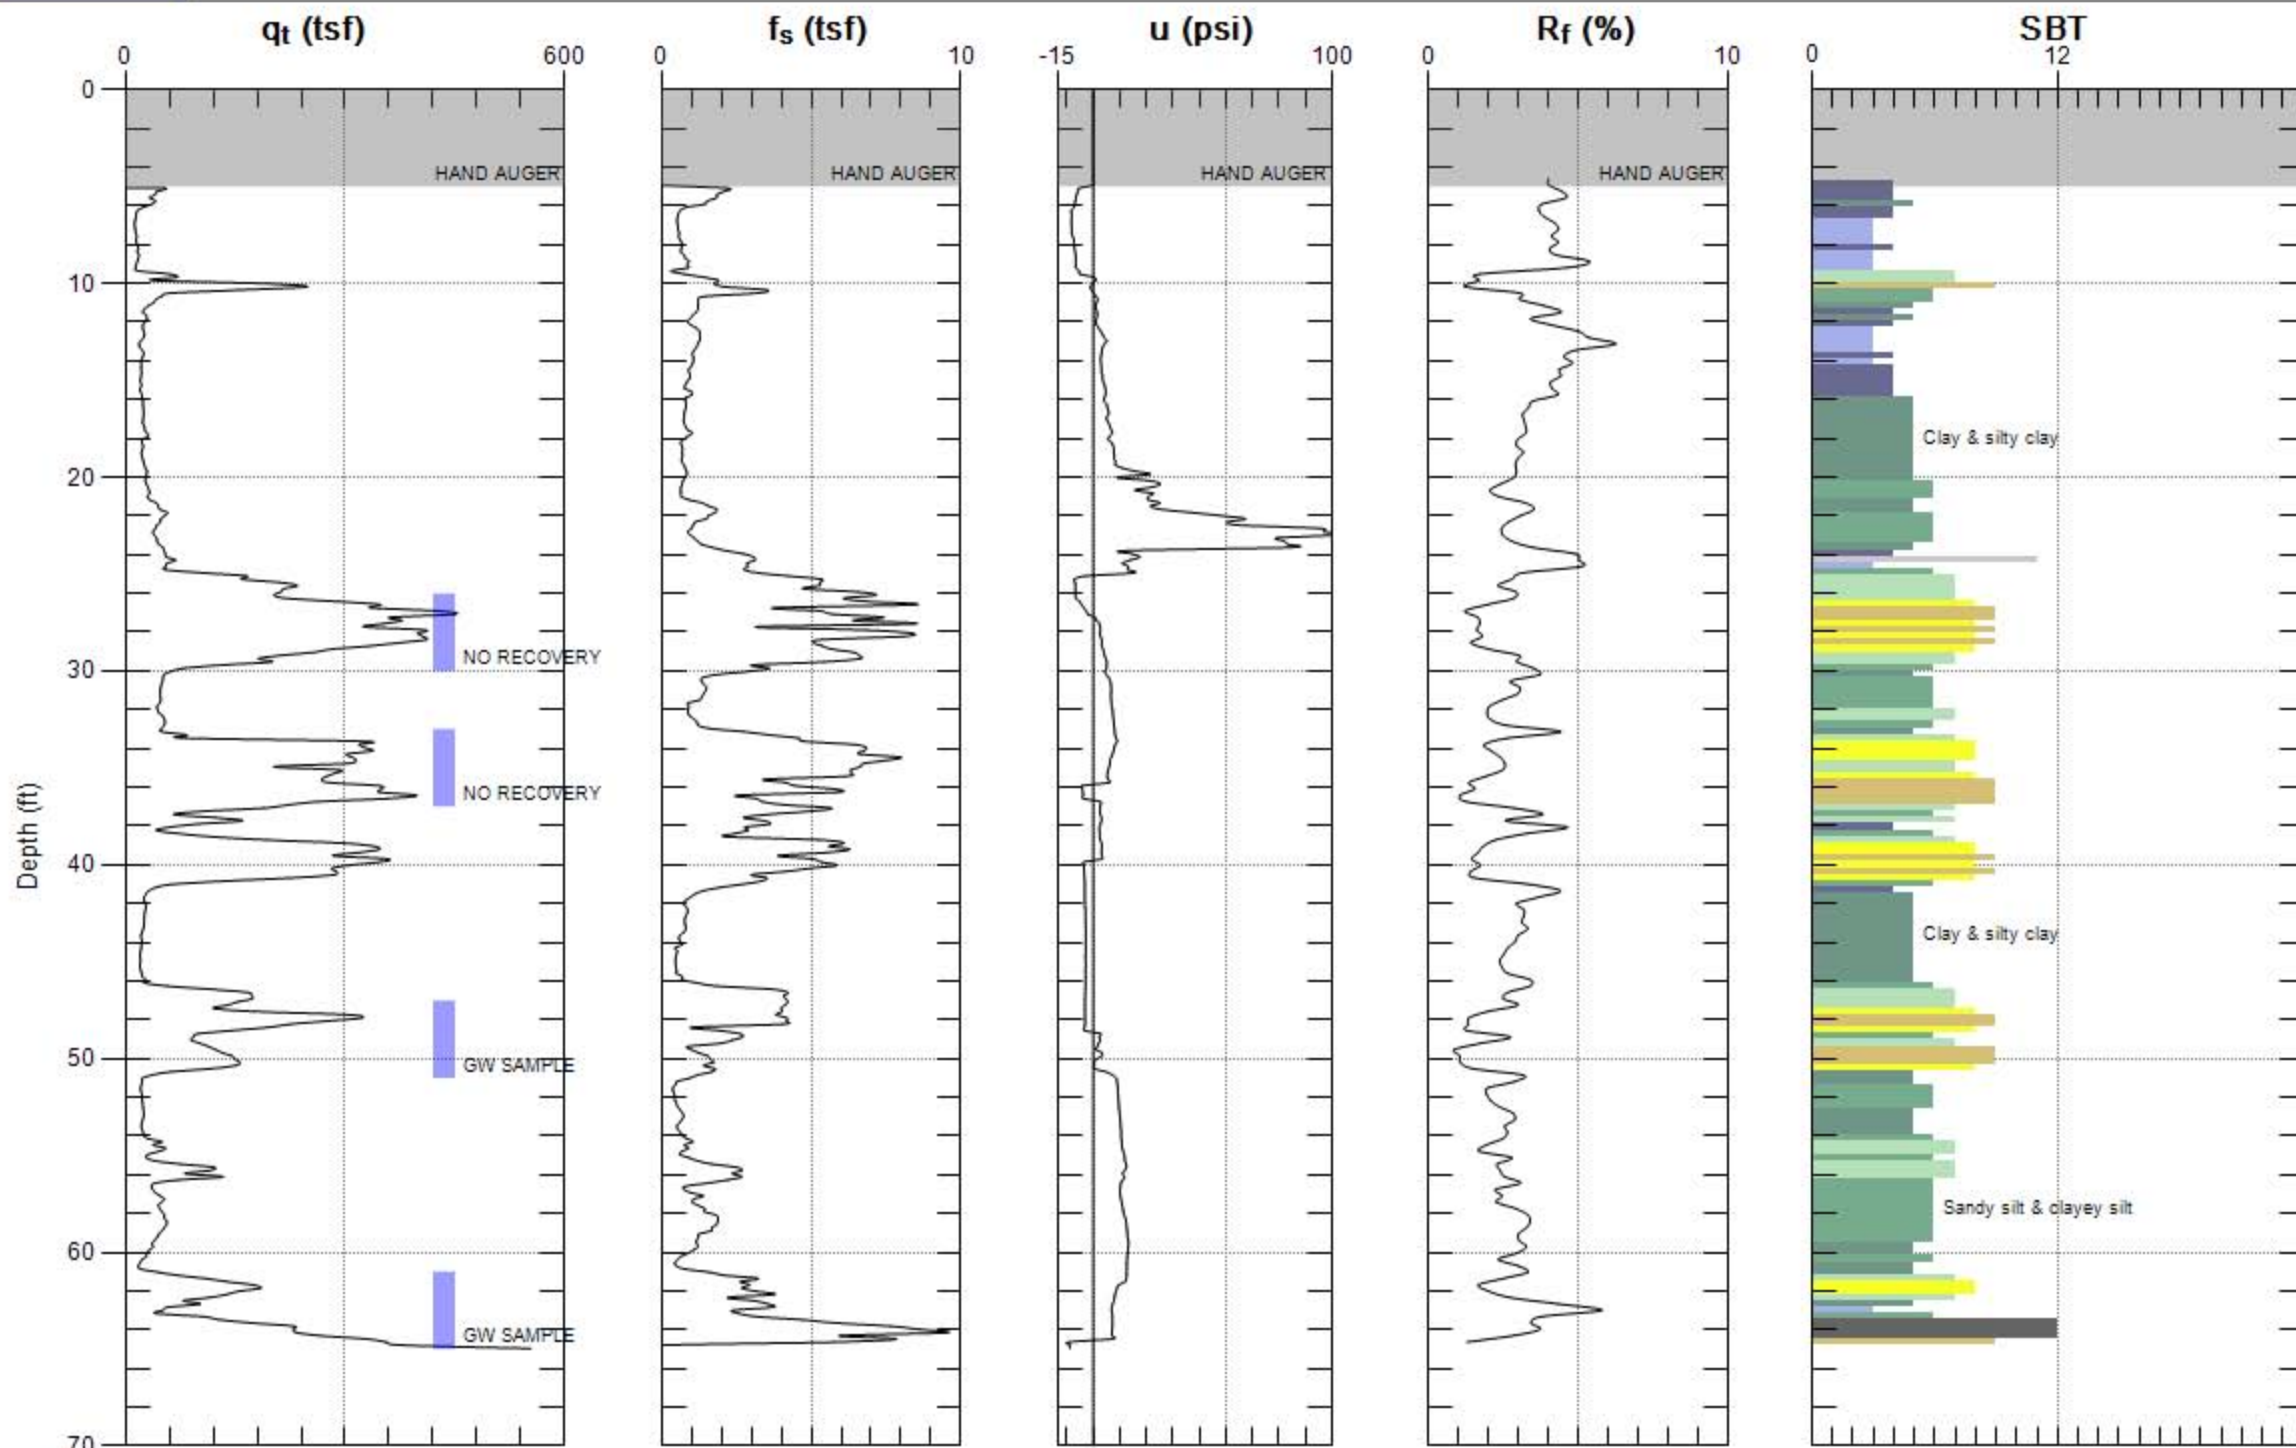 qt (tsf) fs (tsf) u (psi) Rf (%) SBT
0 600 0 10 -15 100 0 10 0 12
0
HAND AUGER HAND AUGER HAND AUGER HAND AUGER
10
Clay & silty clay
20
NO RECOVERY
30
NO RECOVERY
Depth (ft)
40
Clay & silty clay
50
GW SAMPLE
Sandy silt & clayey silt
60
GW SAMPLE
70